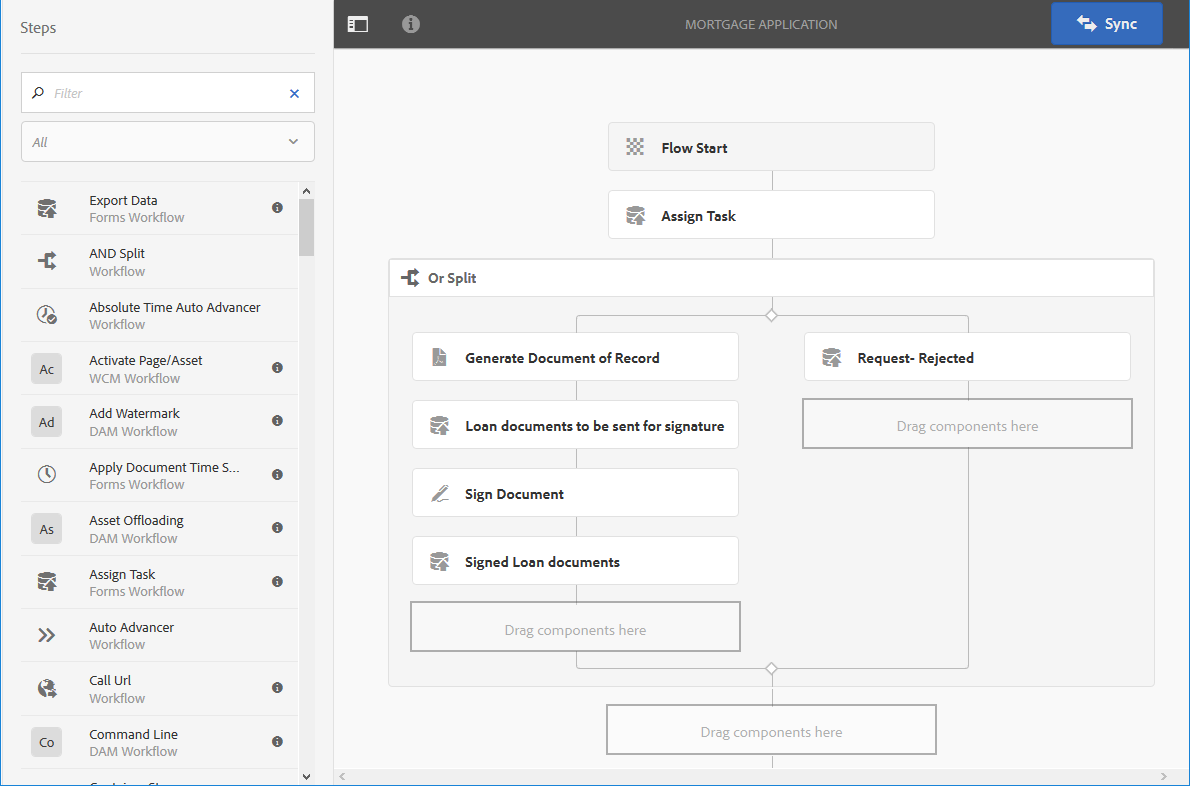 Steps
Filter
All
Export Data
Forms Workflow
AND Split
Workflow
Absolute Time Auto Advancer
Workflow
Ac
Activate Page/Asset
WCM Workflow
Ad
Add Watermark
DAM Workflow
Apply Document Time S...
Forms Workflow
As
Asset Offloading
DAM Workflow
Assign Task
Forms Workflow
Auto Advancer
Workflow
Call Url
Workflow
Co
Command Line
DAM Workflow
MORTGAGE APPLICATION
Sync
Flow Start
Assign Task
Or Split
Generate Document of Record
Loan documents to be sent for signature
Sign Document
Signed Loan documents
Drag components here
Request- Rejected
Drag components here
Drag components here